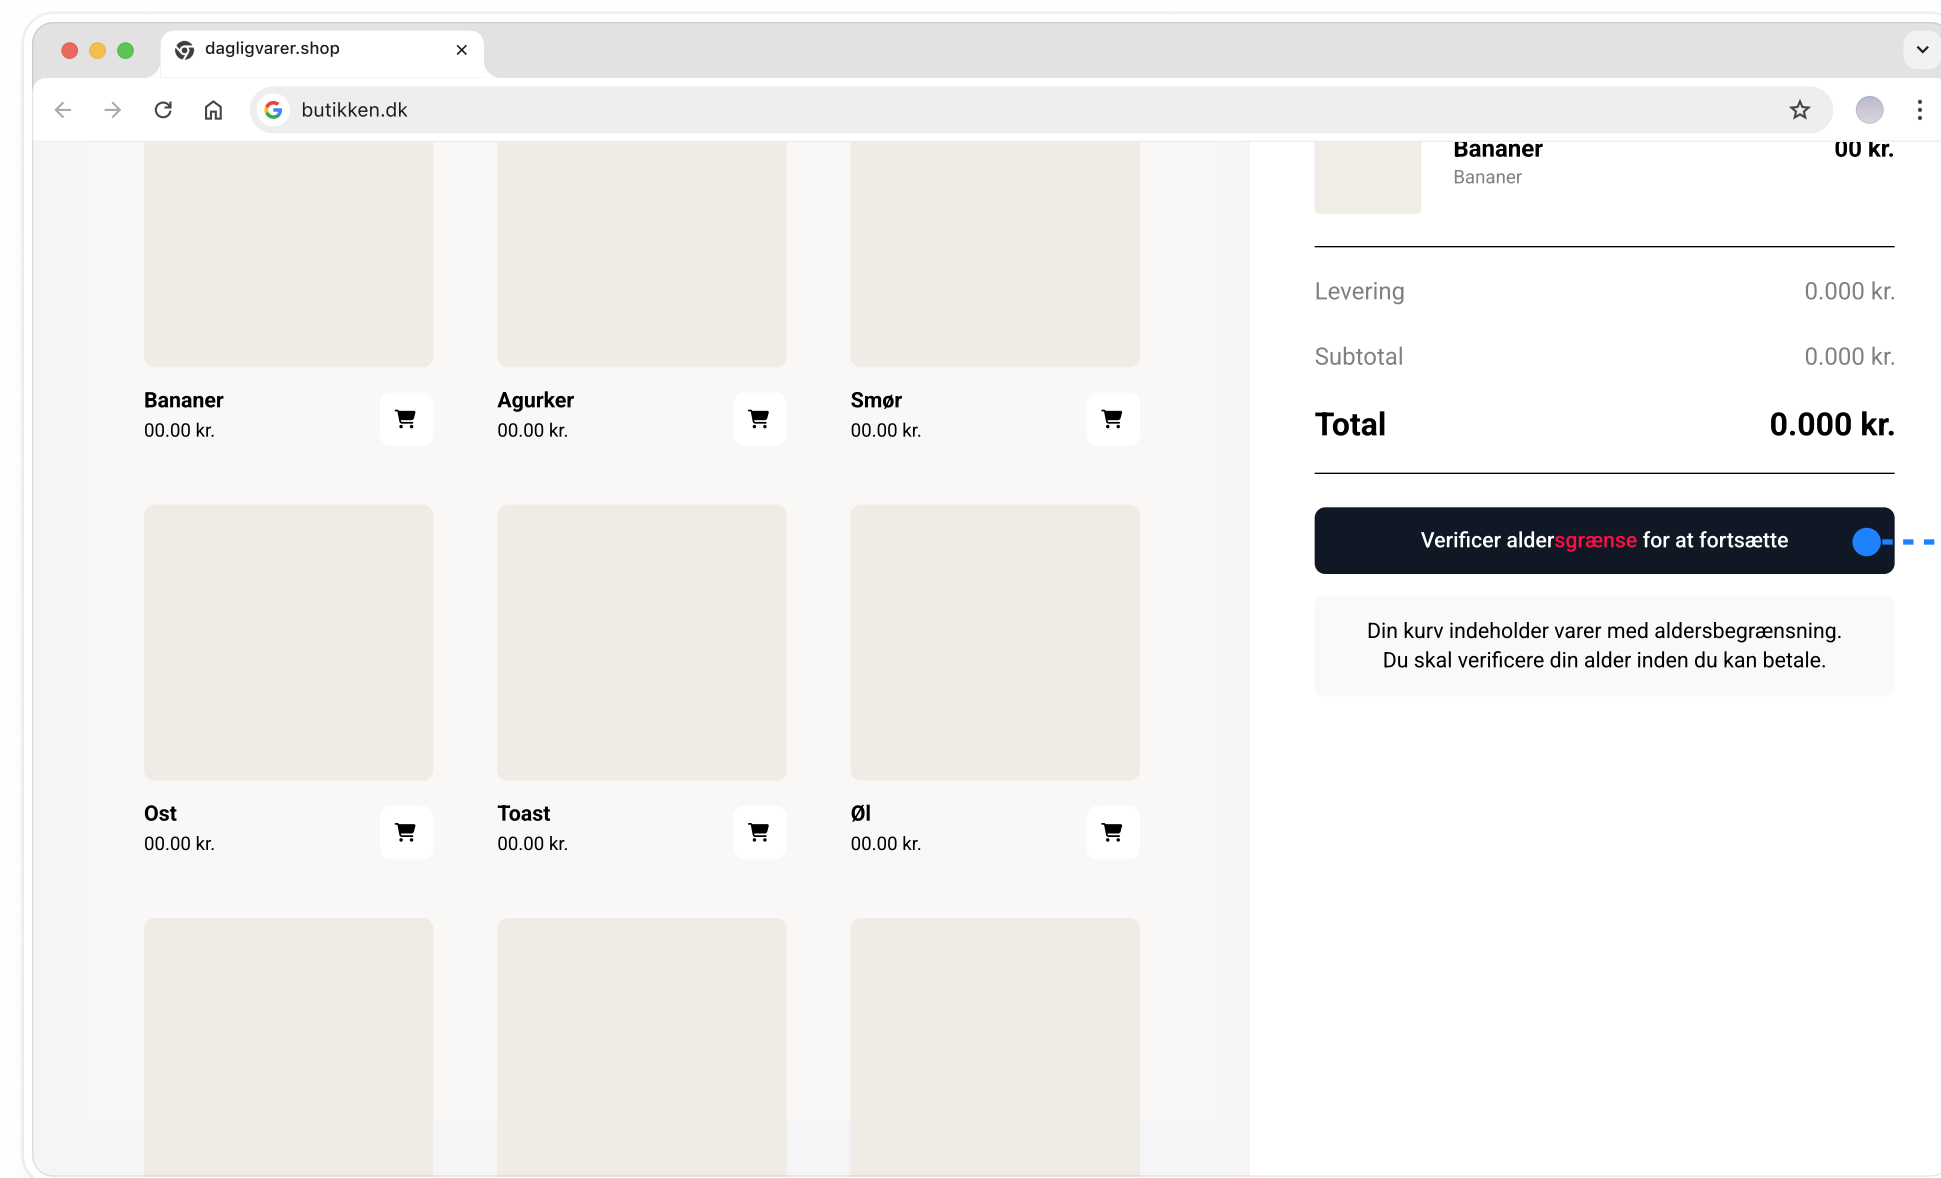 dagligvarer.shop
butikken.dk
Bananer
00.00 kr.
Agurker
00.00 kr.
Smør
00.00 kr.
Ost
00.00 kr.
Toast
00.00 kr.
Øl
00.00 kr.
Bananer 00 kr.
Bananer
Levering 0.000 kr.
Subtotal 0.000 kr.
Total 0.000 kr.
Verificer aldersgrænse for at fortsætte
Din kurv indeholder varer med aldersbegrænsning.
Du skal verificere din alder inden du kan betale.